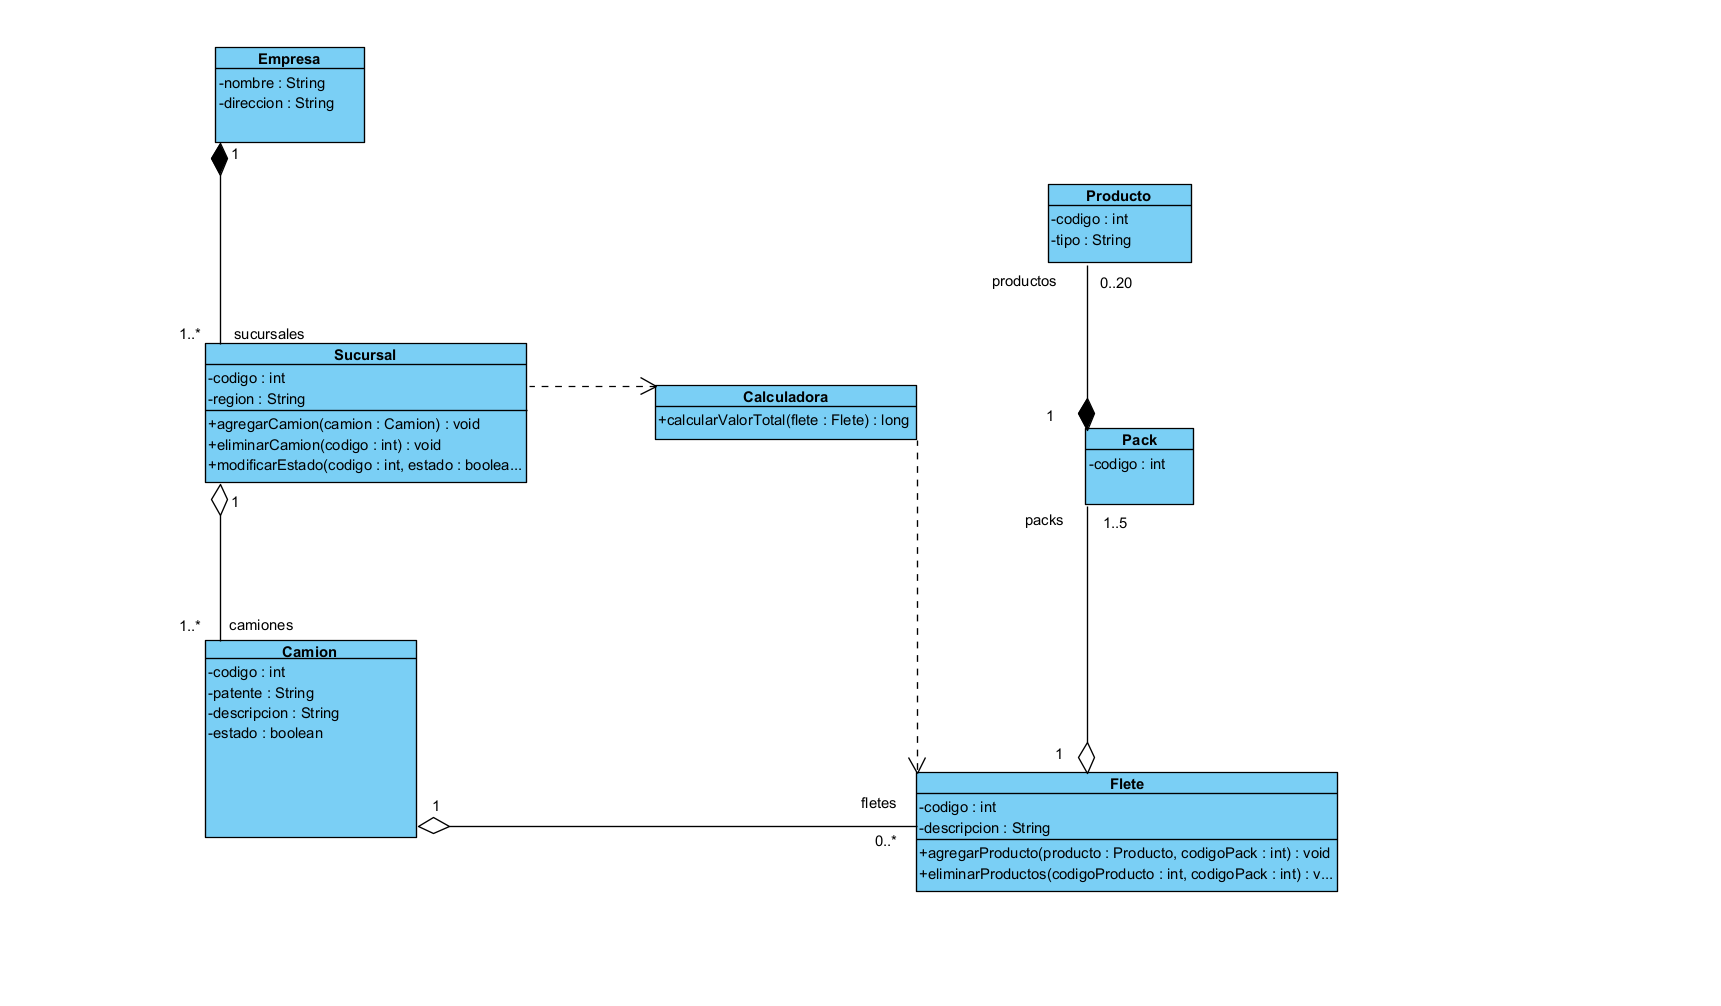 Empresa
-nombre : String
-direccion : String
1
1..*
sucursales
Sucursal
-codigo : int
-region : String
+agregarCamion(camion : Camion) : void
+eliminarCamion(codigo : int) : void
+modificarEstado(codigo : int, estado : boolea...
1
1..*
camiones
Camion
-codigo : int
-patente : String
-descripcion : String
-estado : boolean
1
Calculadora
+calcularValorTotal(flete : Flete) : long
Producto
-codigo : int
-tipo : String
productos
0..20
1
Pack
-codigo : int
packs
1..5
1
fletes
0..*
Flete
-codigo : int
-descripcion : String
+agregarProducto(producto : Producto, codigoPack : int) : void
+eliminarProductos(codigoProducto : int, codigoPack : int) : v...